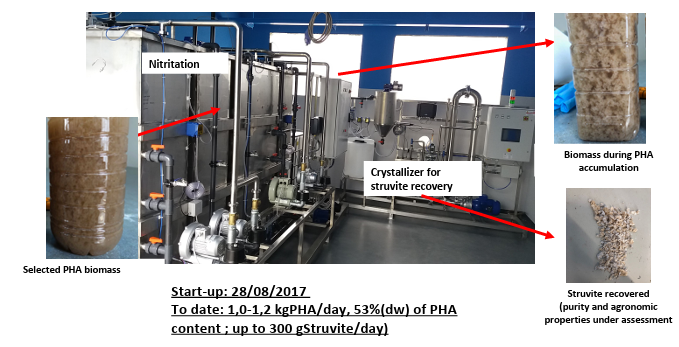 Nitritation
Crystallizer for
struvite recovery
Selected PHA biomass
Biomass during PHA
accumulation
Struvite recovered
(purity and agronomic
properties under assessment
Start-up: 28/08/2017
To date: 1,0-1,2 kgPHA/day, 53%(dw) of PHA
content ; up to 300 gStruvite/day)